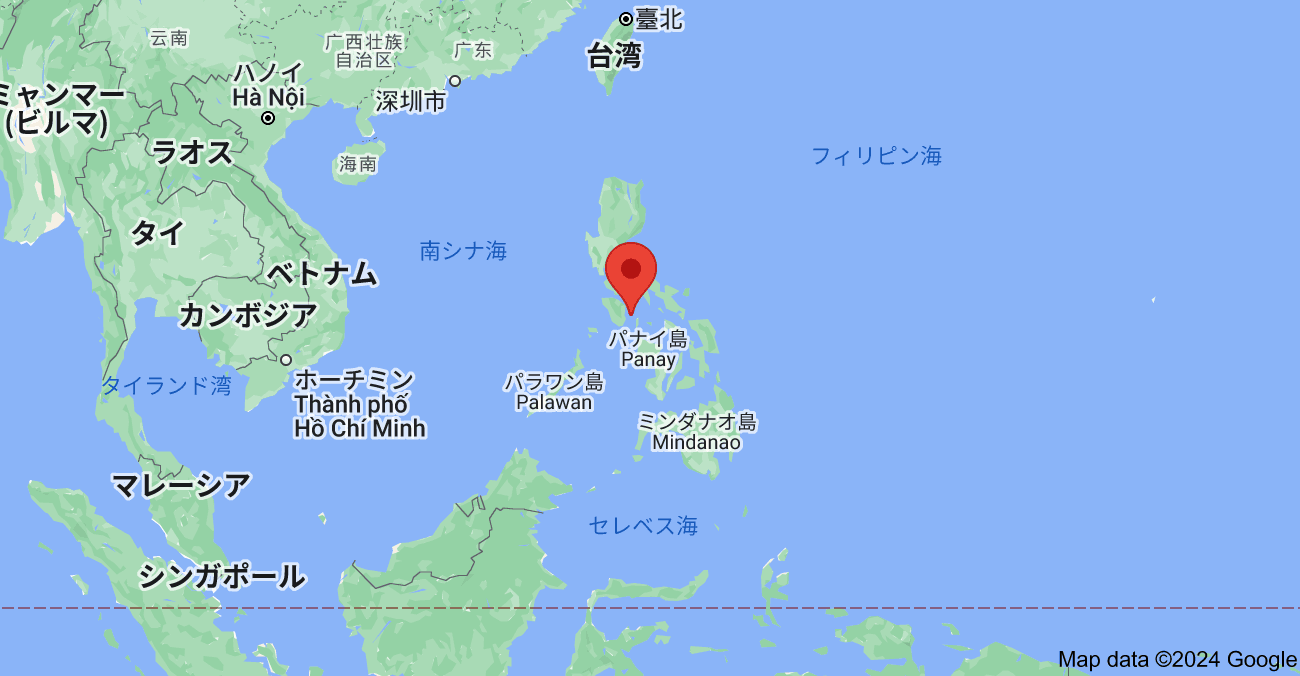 臺北
台湾
云南
广西壮族
自治区
广东
ハノイ
Hà Nội
深圳市
ミャンマー
(ビルマ)
ラオス
海南
フィリピン海
タイ
南シナ海
ベトナム
カンボジア
パナイ島
Panay
タイランド湾
ホーチミン
Thành phố
Hồ Chí Minh
パラワン島
Palawan
ミンダナオ島
Mindanao
マレーシア
セレベス海
シンガポール
Map data ©2024 Google